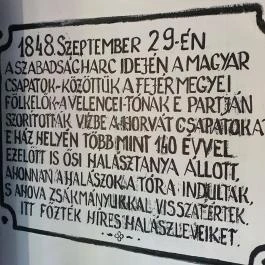 1848. SZEPTEMBER 29-ÉN
A SZABADSÁGHARC IDEJÉN A MAGYAR
CSAPATOK-KÖZÖTTÜK A FEJÉR MEGYEI
FÖLKELŐK-A VELENCEI-TÓNAK E PARTJÁN
SZORÍTOTTÁK VÍZBE A HORVÁT CSAPATOKAT
E HÁZ HELYÉN TÖBB MINT 140 ÉVVEL
EZELŐTT IS ŐSI HALÁSZTANYA ÁLLOTT,
AHONNAN A HALÁSZOK A TÓRA INDULTAK,
S AHOVA ZSÁKMÁNYUKKAL VISSZATÉRTEK.
ITT FŐZTÉK HÍRES HALÁSZLEVEIKET.